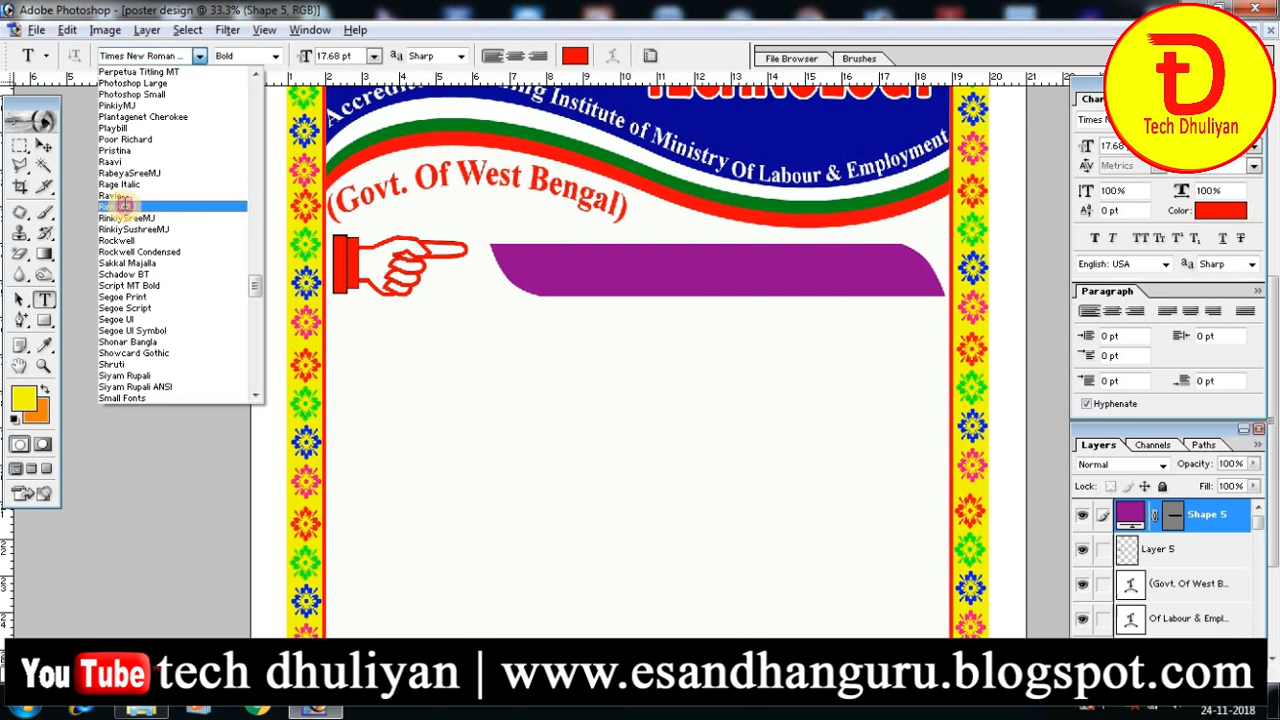 Adobe Photoshop - [poster design @ 33.3% (Shape 5, RGB)]
File Edit Image Layer Select Filter View Window Help
Times New Roman ... Bold 17.68 pt Sharp File Browser Brushes
Perpetua Titling MT
Photoshop Large
Photoshop Small
PinkiyMJ
Plantagenet Cherokee
Playbill
Poor Richard
Pristina
Raavi
RabeyaSreeMJ
Rage Italic
RinkiySreeMJ
RinkiySushreeMJ
Rockwell
Rockwell Condensed
Sakkal Majalla
Schadow BT
Script MT Bold
Segoe Print
Segoe Script
Segoe UI
Segoe UI Symbol
Shonar Bangla
Showcard Gothic
Shruti
Siyam Rupali
Siyam Rupali ANSI
Small Fonts
TECHNOLOGY
Institute of Ministry Of Labour & Employment
(Govt. Of West Bengal)
Tech Dhuliyan
17.68
Metrics
100% 100%
0 pt Color:
T T TT Tr T T
English: USA Sharp
Paragraph
0 pt 0 pt
0 pt
0 pt 0 pt
Hyphenate
Layers Channels Paths
Normal Opacity: 100%
Lock: Fill: 100%
Shape 5
Layer 5
(Govt. Of West B...
Of Labour & Empl...
You Tube tech dhuliyan | www.esandhanguru.blogspot.com
24-11-2018